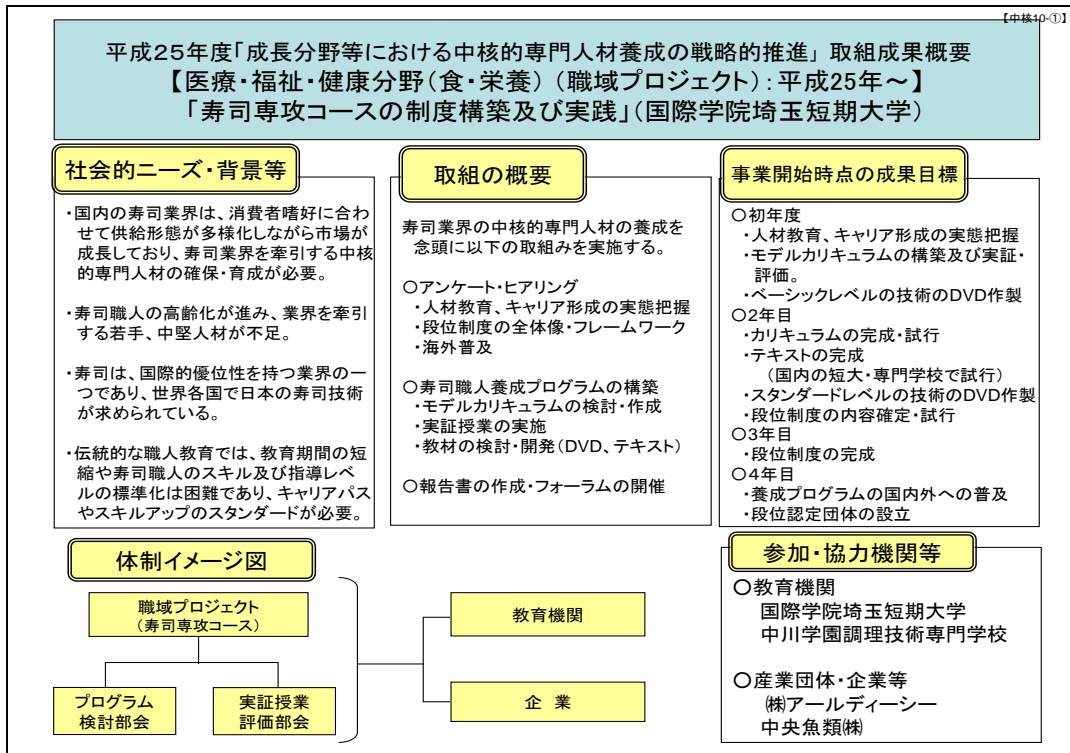 【中核10-①】
平成25年度「成長分野等における中核的専門人材養成の戦略的推進」 取組成果概要
【医療・福祉・健康分野(食・栄養) (職域プロジェクト): 平成25年~】
「寿司専攻コースの制度構築及び実践」(国際学院埼玉短期大学)
社会的ニーズ・背景等
・国内の寿司業界は、消費者嗜好に合わ
せて供給形態が多様化しながら市場が
成長しており、寿司業界を牽引する中核
的専門人材の確保・育成が必要。
・寿司職人の高齢化が進み、業界を牽引
する若手、中堅人材が不足。
・寿司は、国際的優位性を持つ業界の一
つであり、世界各国で日本の寿司技術
が求められている。
・伝統的な職人教育では、教育期間の短
縮や寿司職人のスキル及び指導レベ
ルの標準化は困難であり、キャリアパス
やスキルアップのスタンダードが必要。
取組の概要
寿司業界の中核的専門人材の養成を
念頭に以下の取組みを実施する。
○アンケート・ヒアリング
・人材教育、キャリア形成の実態把握
・段位制度の全体像・フレームワーク
・海外普及
○寿司職人養成プログラムの構築
・モデルカリキュラムの検討・作成
・実証授業の実施
・教材の検討・開発(DVD、テキスト)
○報告書の作成・フォーラムの開催
事業開始時点の成果目標
○初年度
・人材教育、キャリア形成の実態把握
・モデルカリキュラムの構築及び実証・
評価。
・ベーシックレベルの技術のDVD作製
○2年目
・カリキュラムの完成・試行
・テキストの完成
(国内の短大・専門学校で試行)
・スタンダードレベルの技術のDVD作製
・段位制度の内容確定・試行
○3年目
・段位制度の完成
○4年目
・養成プログラムの国内外への普及
・段位認定団体の設立
体制イメージ図
職域プロジェクト
(寿司専攻コース)
プログラム
検討部会
実証授業
評価部会
教育機関
企 業
参加・協力機関等
○教育機関
国際学院埼玉短期大学
中川学園調理技術専門学校
○産業団体・企業等
㈱アールディーシー
中央魚類㈱